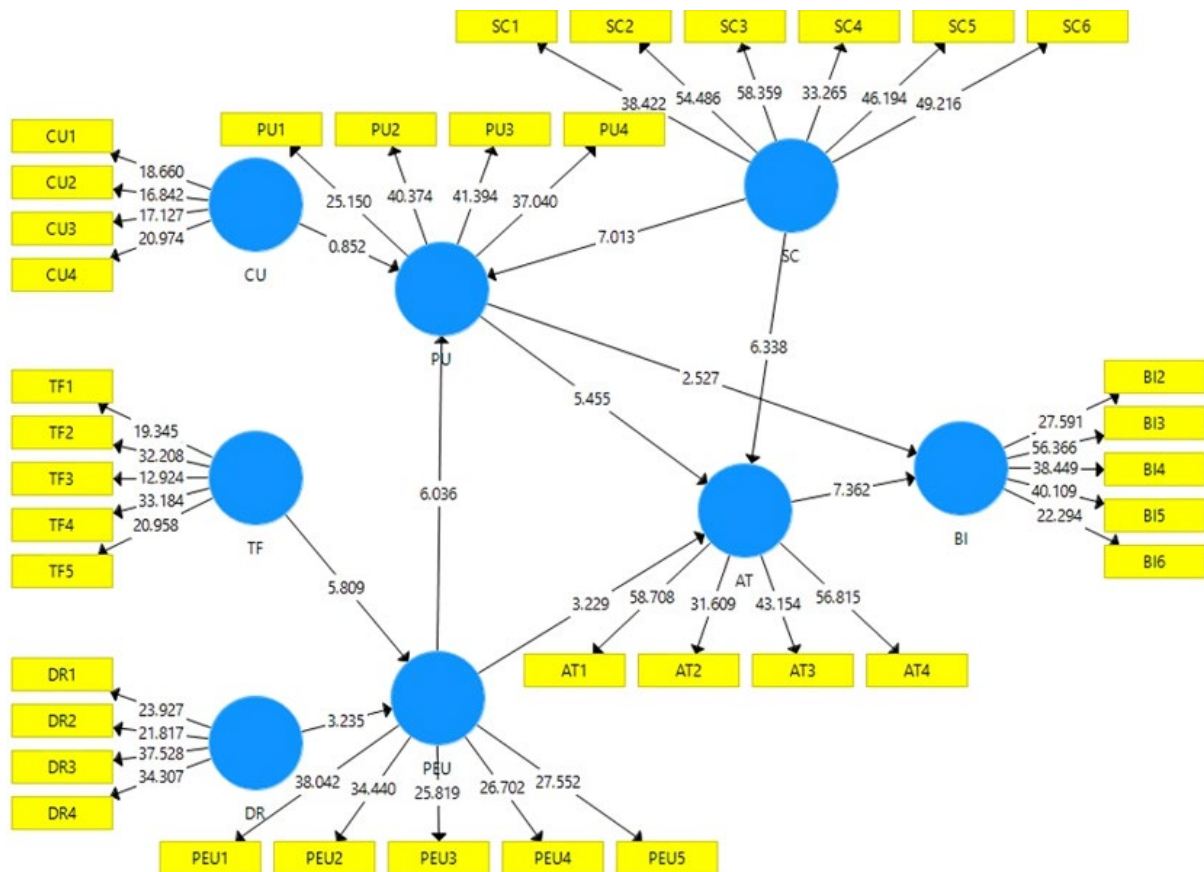 SC1 SC2 SC3 SC4 SC5 SC6
38.422 54.486 58.359 33.265 46.194 49.216
SC
CU1
CU2
CU3
CU4
18.660
16.842
17.127
20.974
CU
0.852
PU1 PU2 PU3 PU4
25.150 40.374 41.394 37.040
PU
7.013
6.338
5.455
2.527
6.036
TF1
TF2
TF3
TF4
TF5
19.345
32.208
12.924
33.184
20.958
TF
5.809
BI2
BI3
BI4
BI5
BI6
27.591
56.366
38.449
40.109
22.294
BI
7.362
AT
3.229
58.708 31.609 43.154 56.815
AT1 AT2 AT3 AT4
DR1
DR2
DR3
DR4
23.927
21.817
37.528
34.307
DR
3.235
PEU
38.042 34.440 25.819 26.702 27.552
PEU1 PEU2 PEU3 PEU4 PEU5